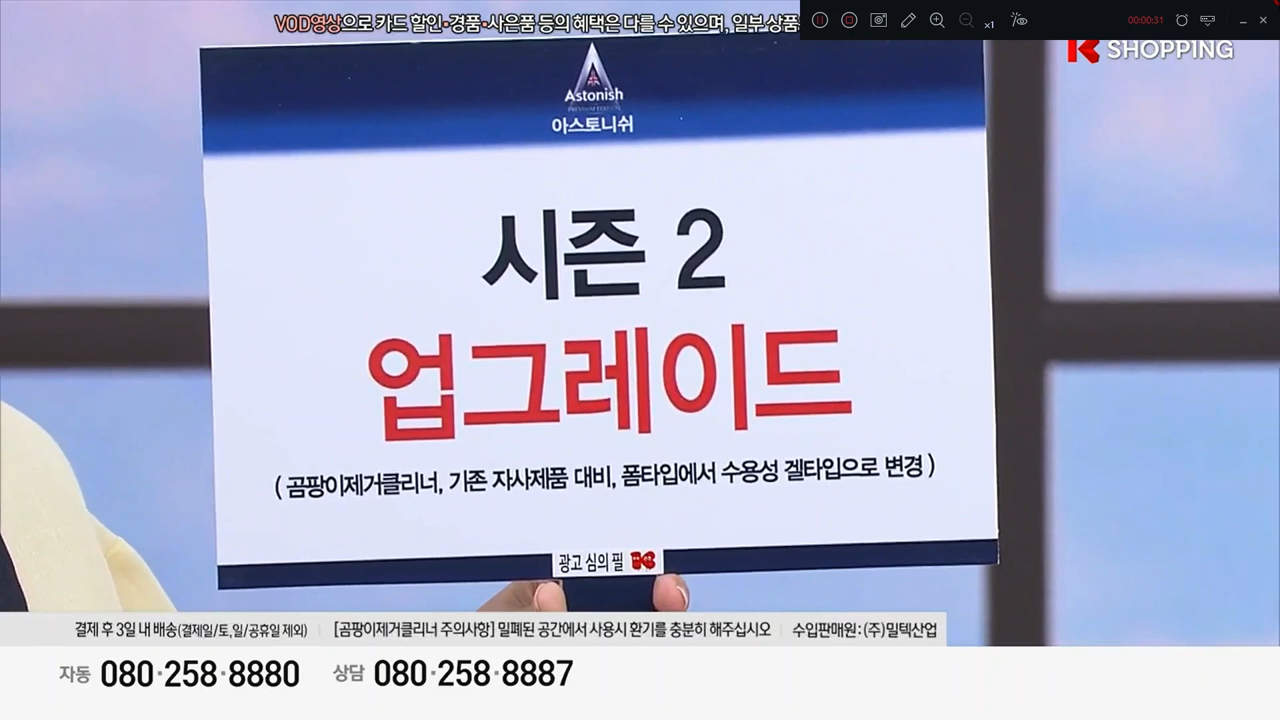 VOD영상으로 카드 할인·경품·사은품 등의 혜택은 다를 수 있으며, 일부 상품
x1
00:00:31
K SHOPPING
Astonish
아스토니쉬
시즌 2
업그레이드
( 곰팡이제거클리너, 기존 자사제품 대비, 폼타입에서 수용성 겔타입으로 변경 )
광고 심의 필
결제 후 3일 내 배송(결제일/토,일/공휴일 제외)
[곰팡이제거클리너 주의사항] 밀폐된 공간에서 사용시 환기를 충분히 해주십시오
수입판매원: (주)밀텍산업
자동 080·258·8880 상담 080·258·8887